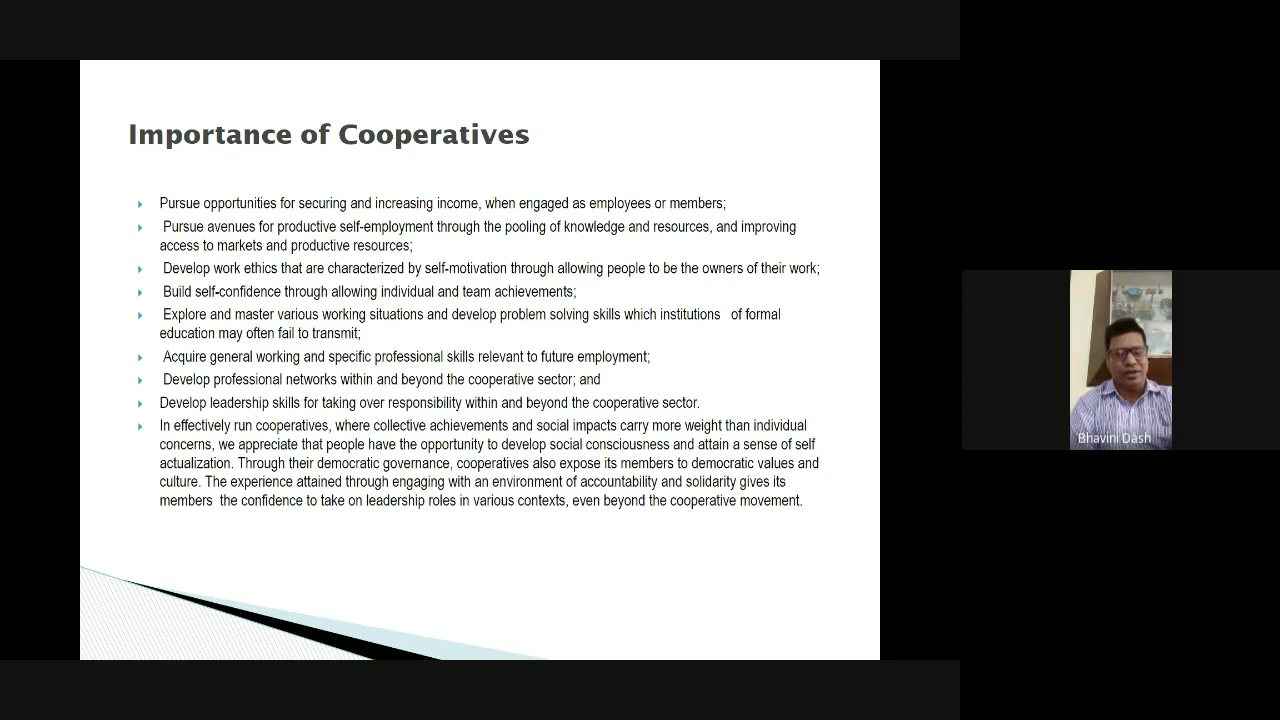 Importance of Cooperatives
Pursue opportunities for securing and increasing income, when engaged as employees or members;
Pursue avenues for productive self-employment through the pooling of knowledge and resources, and improving
access to markets and productive resources;
Develop work ethics that are characterized by self-motivation through allowing people to be the owners of their work;
Build self-confidence through allowing individual and team achievements;
Explore and master various working situations and develop problem solving skills which institutions of formal
education may often fail to transmit;
Acquire general working and specific professional skills relevant to future employment;
Develop professional networks within and beyond the cooperative sector; and
Develop leadership skills for taking over responsibility within and beyond the cooperative sector.
In effectively run cooperatives, where collective achievements and social impacts carry more weight than individual
concerns, we appreciate that people have the opportunity to develop social consciousness and attain a sense of self
actualization. Through their democratic governance, cooperatives also expose its members to democratic values and
culture. The experience attained through engaging with an environment of accountability and solidarity gives its
members the confidence to take on leadership roles in various contexts, even beyond the cooperative movement.
Bhavini Dash